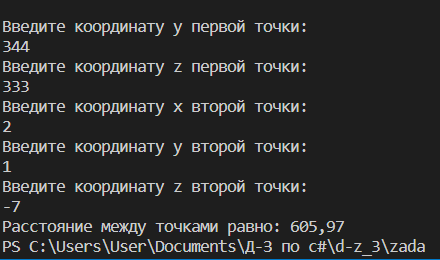 Введите координату y первой точки:
344
Введите координату z первой точки:
333
Введите координату x второй точки:
2
Введите координату y второй точки:
1
Введите координату z второй точки:
-7
Расстояние между точками равно: 605,97
PS C:\Users\User\Documents\Д-З по c#\d-z_3\zada